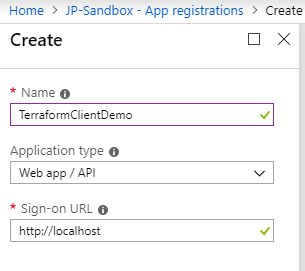 Home > JP-Sandbox - App registrations > Create
Create
* Name
TerraformClientDemo
Application type
Web app / API
* Sign-on URL
http://localhost